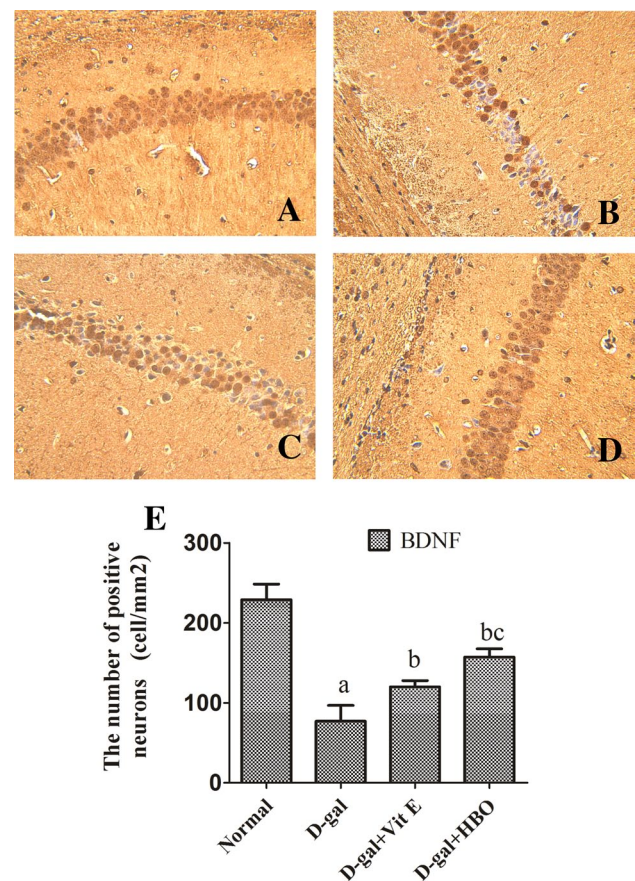 A
B
C
D
E
The number of positive
neurons (cell/mm2)
300
200
100
0
BDNF
a
b
bc
Normal
D-gal
D-gal+Vit E
D-gal+HBO